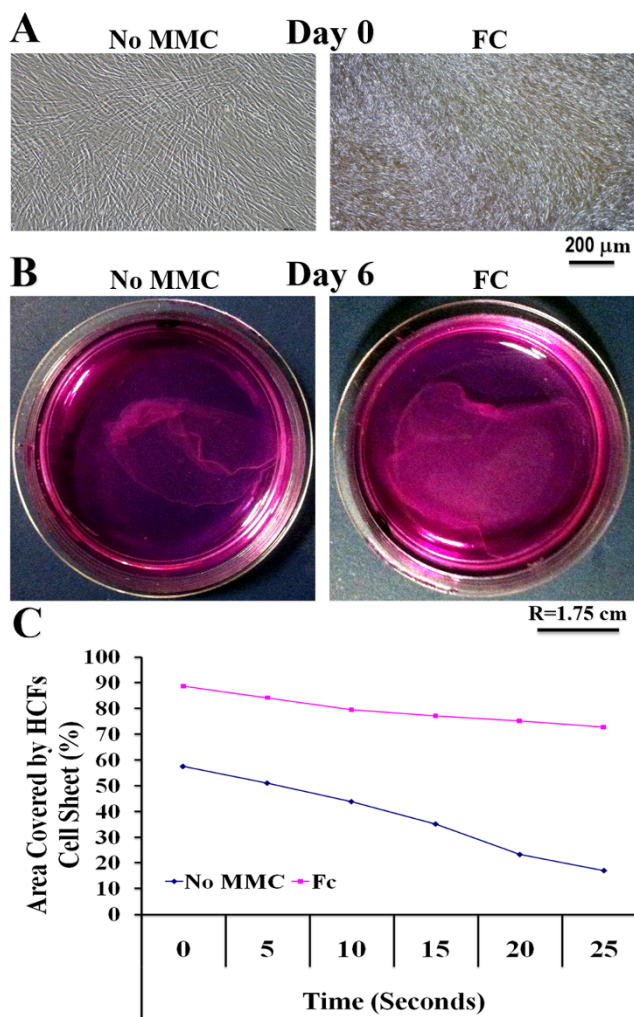 A
Day 0
No MMC
FC
200 μm
B
Day 6
No MMC
FC
R=1.75 cm
C
Area Covered by HCFs
Cell Sheet (%)
100
90
80
70
60
50
40
30
20
10
0
No MMC
Fc
0 5 10 15 20 25
Time (Seconds)